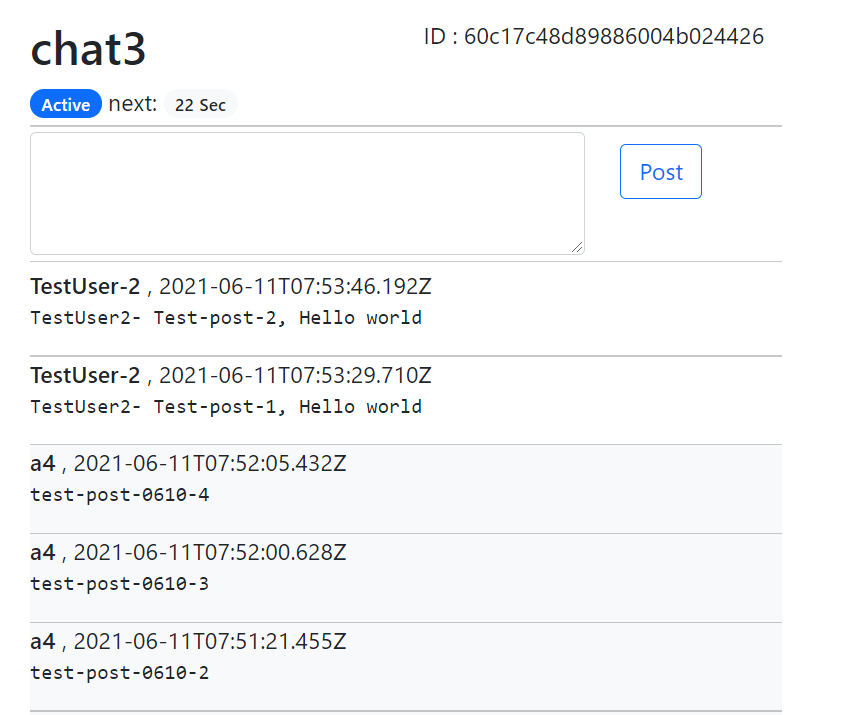 chat3
ID : 60c17c48d89886004b024426
Active next: 22 Sec
Post
TestUser-2 , 2021-06-11T07:53:46.192Z
TestUser2- Test-post-2, Hello world
TestUser-2 , 2021-06-11T07:53:29.710Z
TestUser2- Test-post-1, Hello world
a4 , 2021-06-11T07:52:05.432Z
test-post-0610-4
a4 , 2021-06-11T07:52:00.628Z
test-post-0610-3
a4 , 2021-06-11T07:51:21.455Z
test-post-0610-2